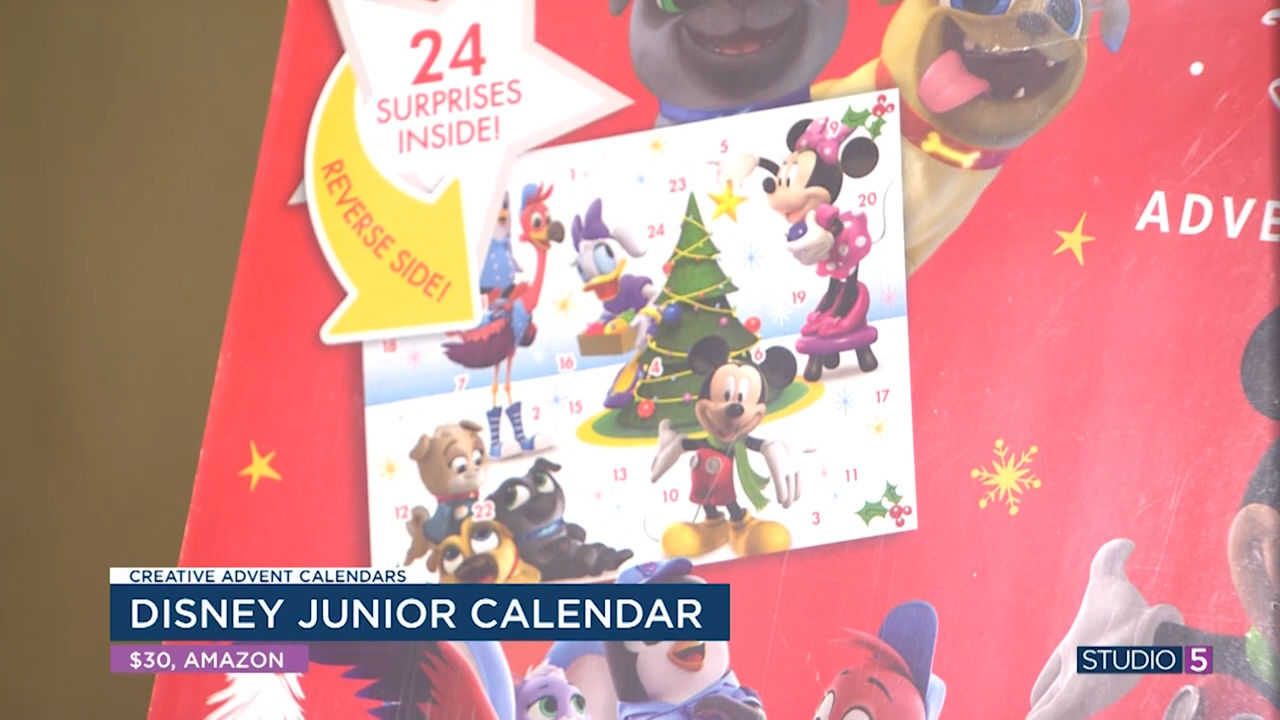 24
SURPRISES
INSIDE!
REVERSE SIDE!
ADVE
1
5
19
23
20
24
19
18
16
6
4
7
2
15
17
13
11
10
12
22
3
CREATIVE ADVENT CALENDARS
DISNEY JUNIOR CALENDAR
$30, AMAZON
STUDIO 5